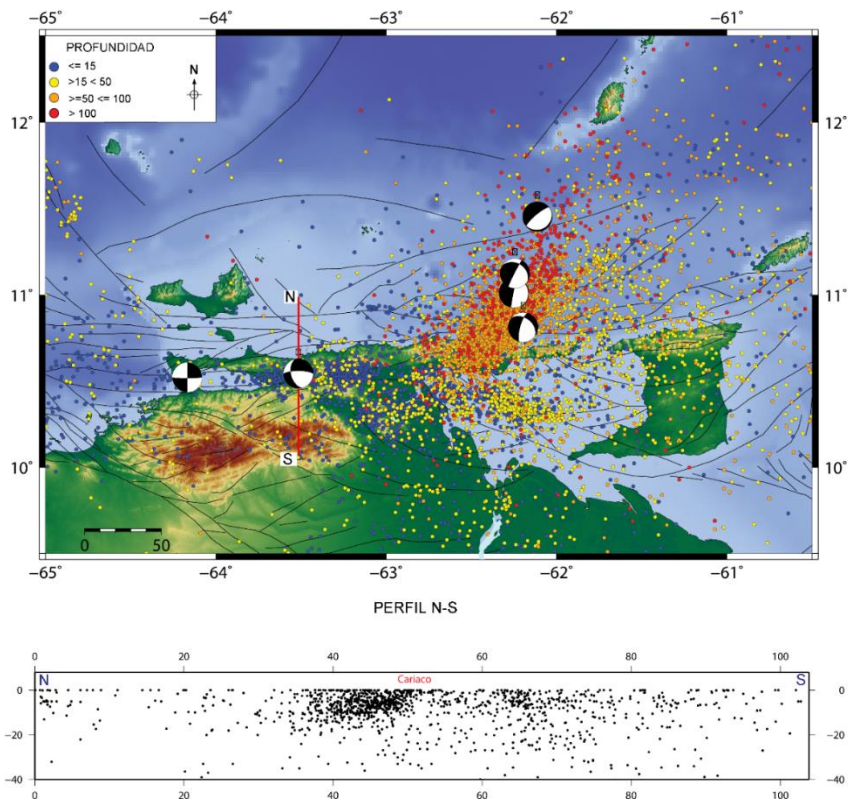 −65° −64° −63° −62° −61°
PROFUNDIDAD
<= 15
>15 < 50
>=50 <= 100
> 100
N
12° 12°
11° 11°
N
S
10° 10°
0 50
−65° −64° −63° −62° −61°
PERFIL N-S
0 20 40 60 80 100
N Cariaco S
0 0
−20 −20
−40 −40
0 20 40 60 80 100